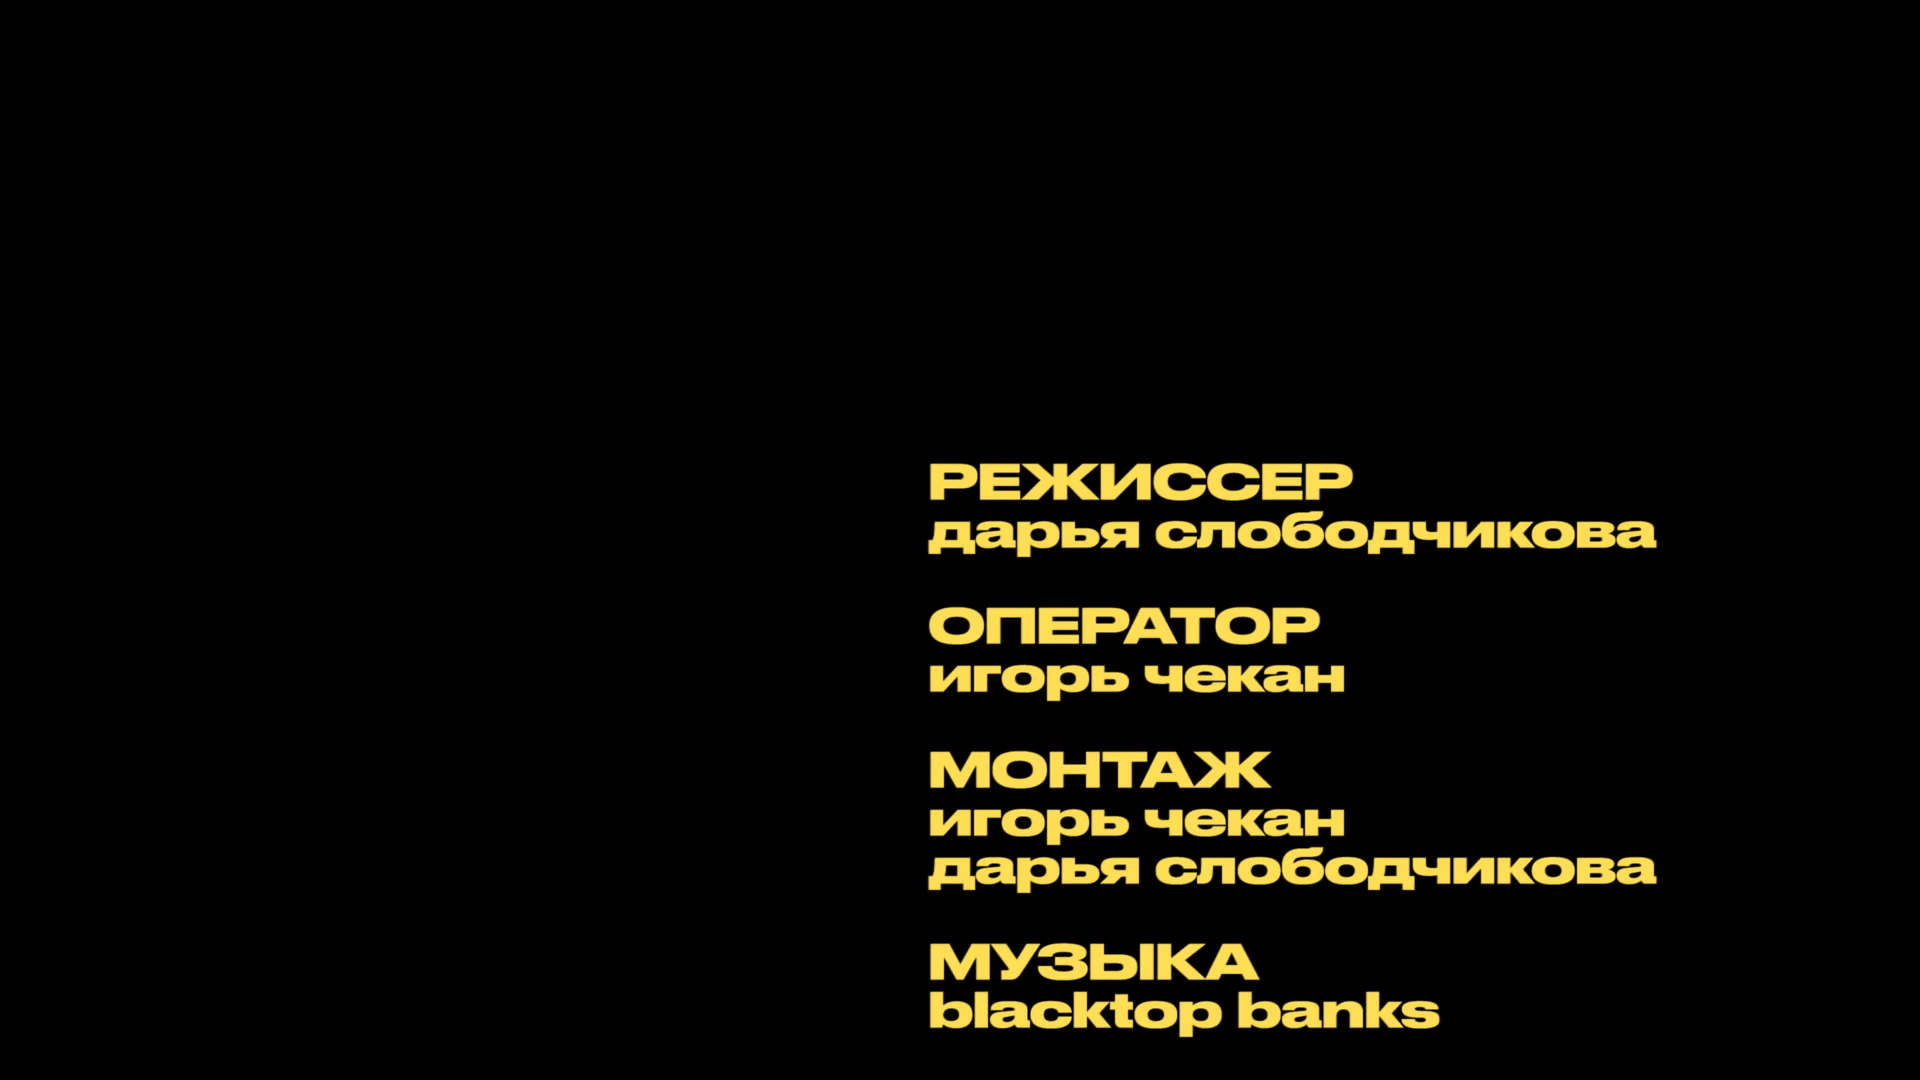 РЕЖИССЕР
дарья слободчикова
ОПЕРАТОР
игорь чекан
МОНТАЖ
игорь чекан
дарья слободчикова
МУЗЫКА
blacktop banks